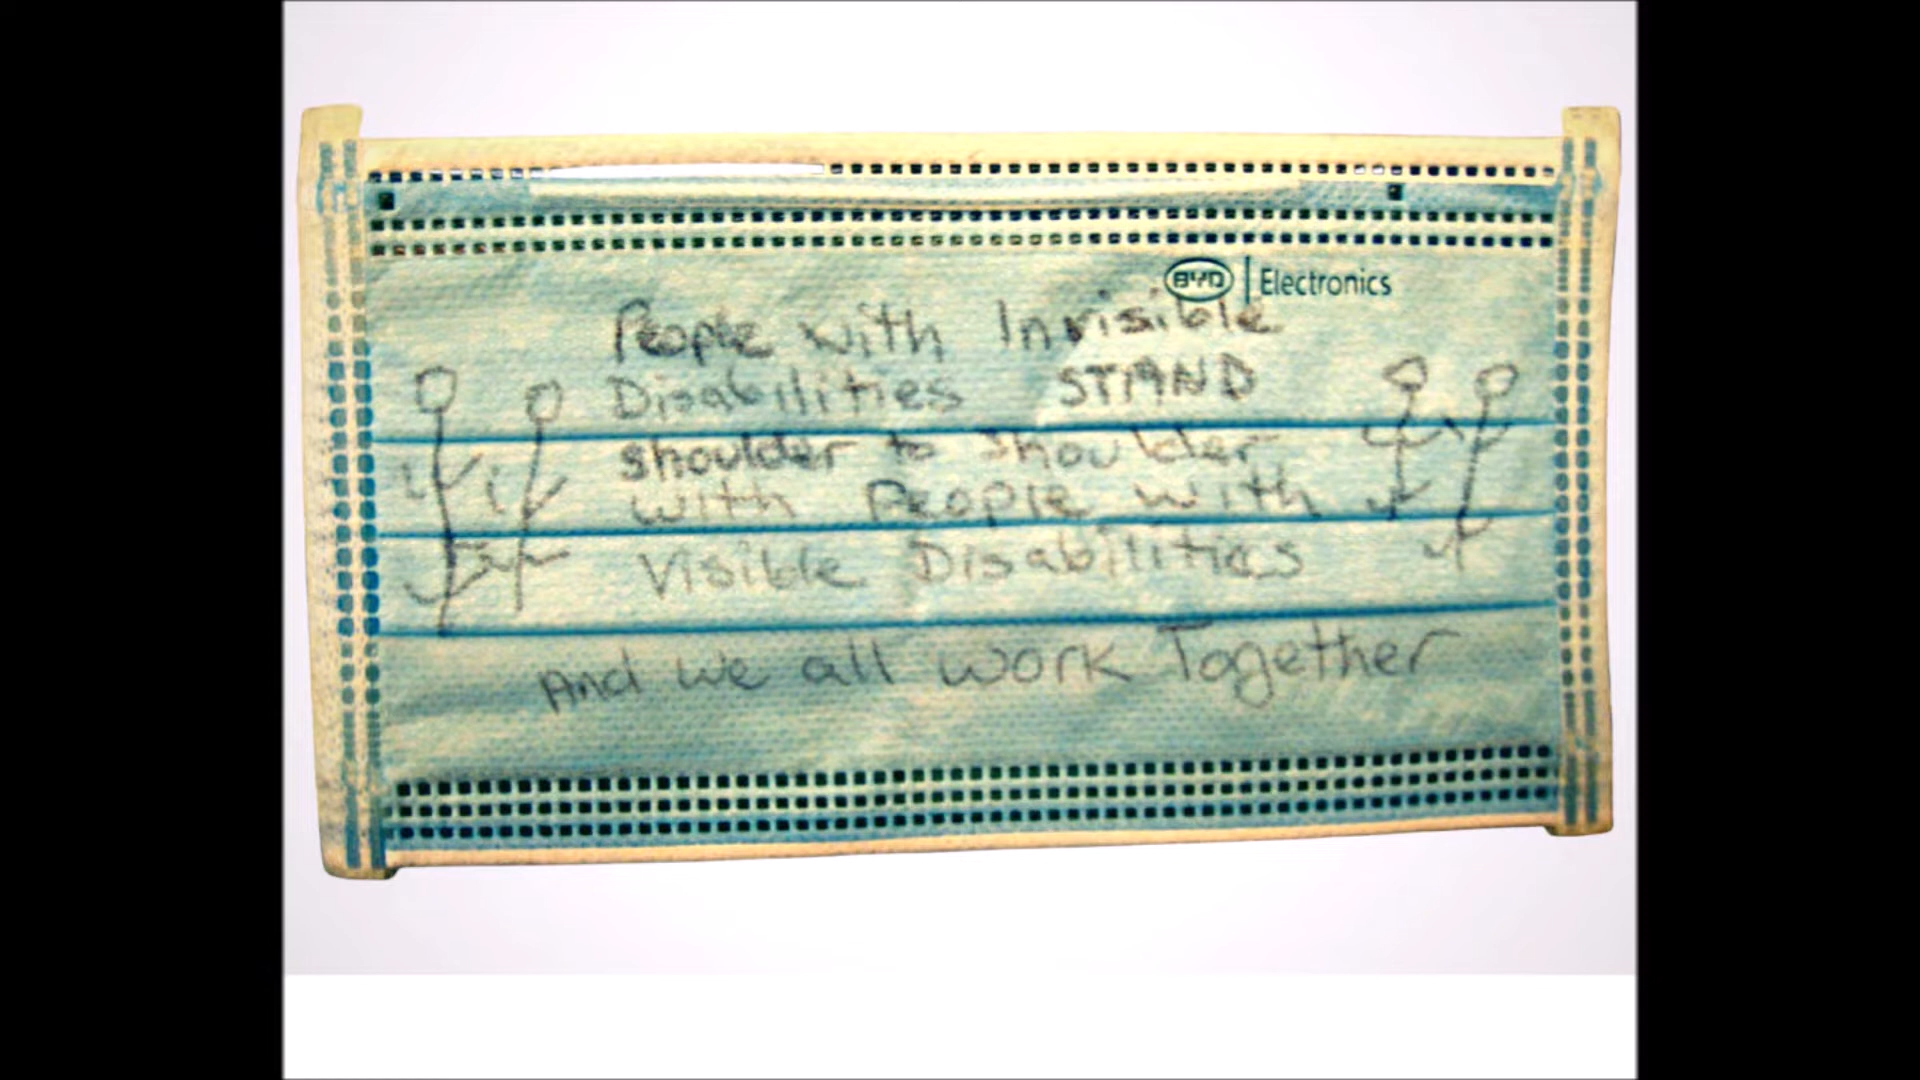 BYD | Electronics
People with Invisible
Disabilities STAND
shoulder to shoulder
with People with
Visible Disabilities
And we all work Together